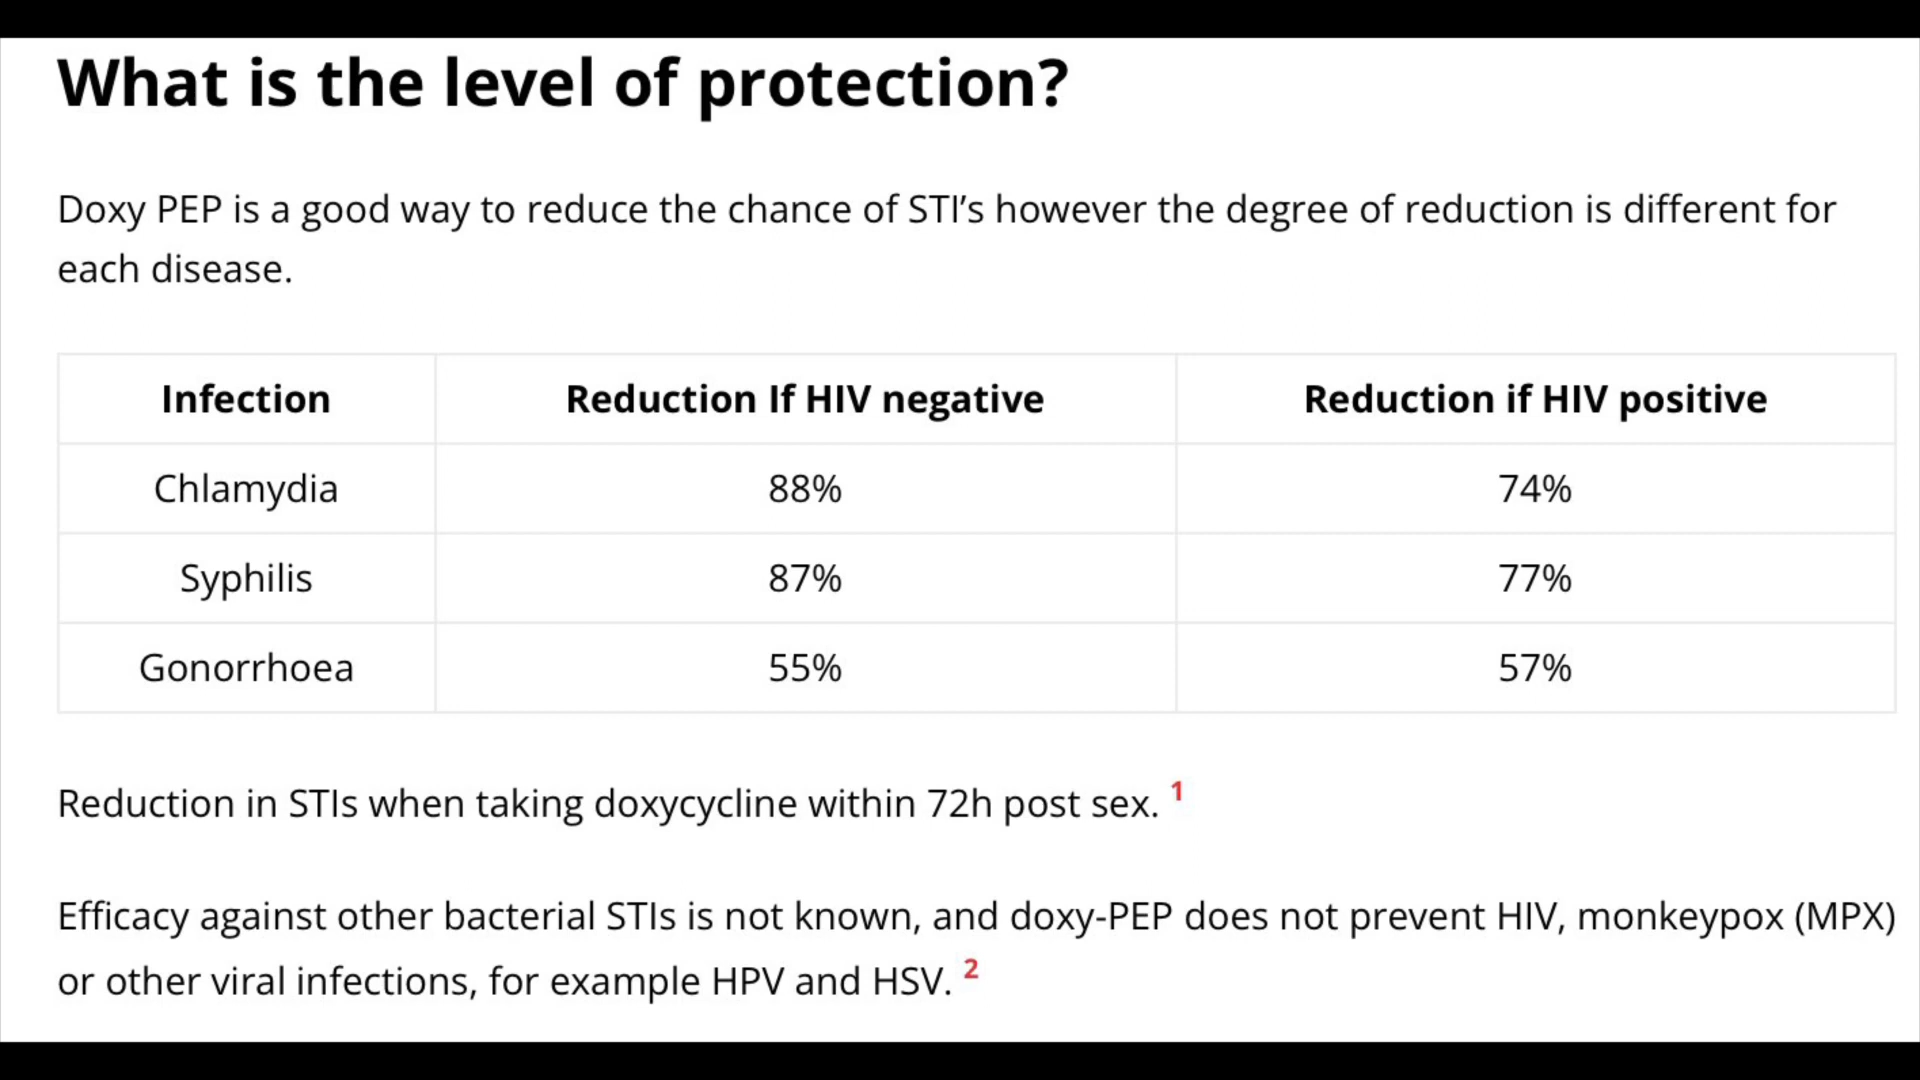 What is the level of protection?
Doxy PEP is a good way to reduce the chance of STI’s however the degree of reduction is different for
each disease.
Infection Reduction If HIV negative Reduction if HIV positive
Chlamydia 88% 74%
Syphilis 87% 77%
Gonorrhoea 55% 57%
Reduction in STIs when taking doxycycline within 72h post sex. 1
Efficacy against other bacterial STIs is not known, and doxy-PEP does not prevent HIV, monkeypox (MPX)
or other viral infections, for example HPV and HSV. 2